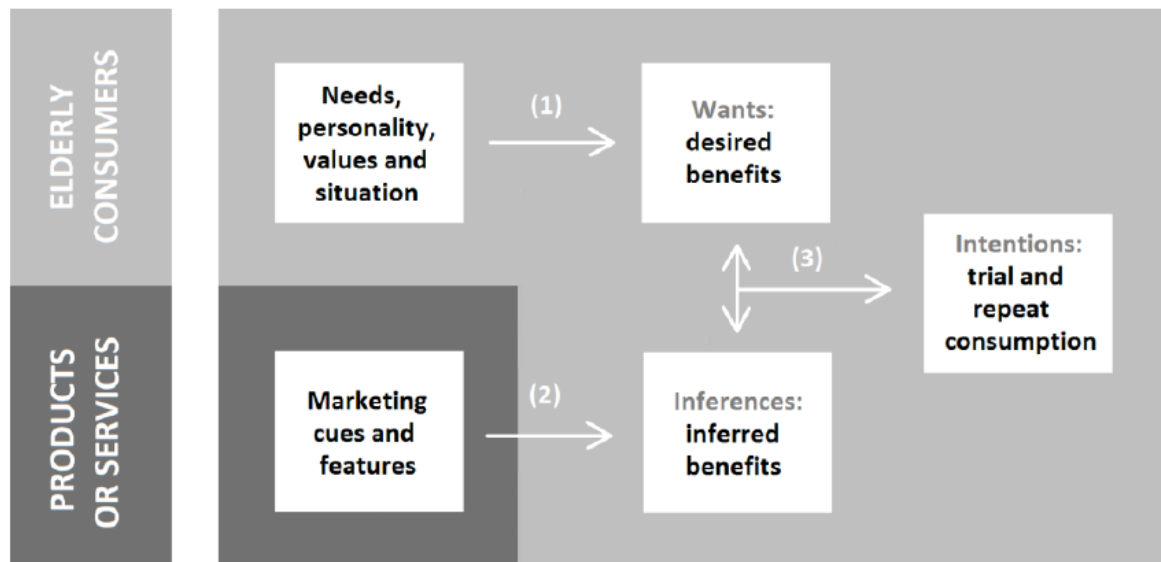 ELDERLY
CONSUMERS
Needs,
personality,
values and
situation
(1)
Wants:
desired
benefits
(3)
Intentions:
trial and
repeat
consumption
PRODUCTS
OR SERVICES
Marketing
cues and
features
(2)
Inferences:
inferred
benefits